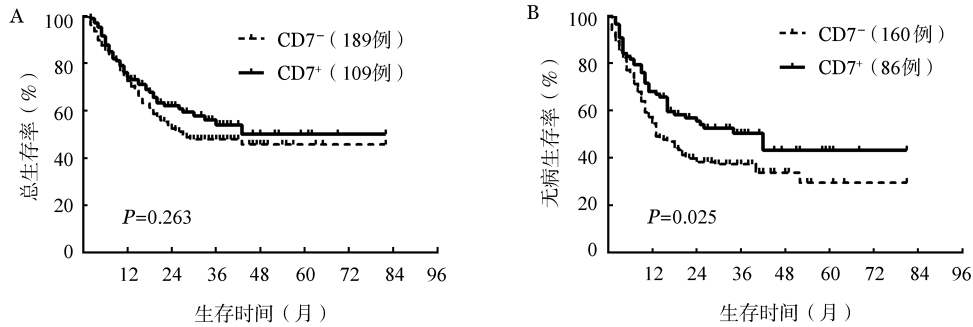 A
100
80
60
40
20
0
总生存率（%）
CD7⁻（189例）
CD7⁺（109例）
P=0.263
12 24 36 48 60 72 84 96
生存时间（月）
B
100
80
60
40
20
0
无病生存率（%）
CD7⁻（160例）
CD7⁺（86例）
P=0.025
12 24 36 48 60 72 84 96
生存时间（月）